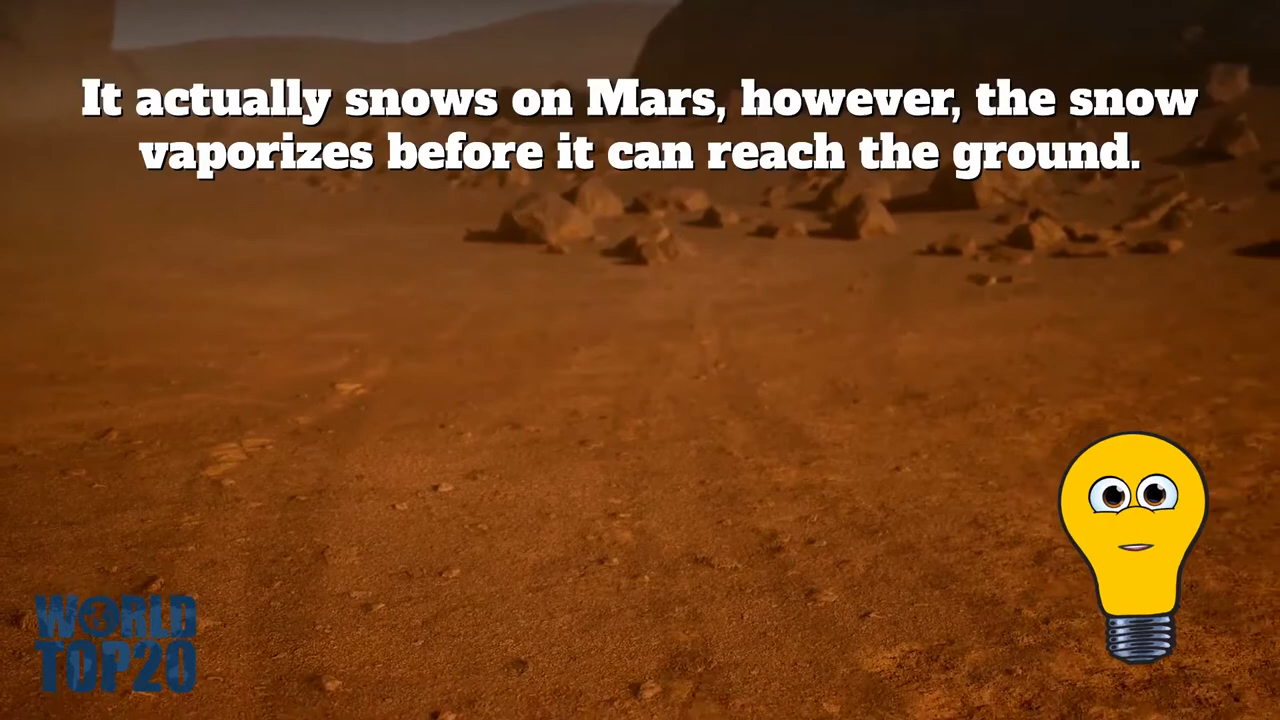 It actually snows on Mars, however, the snow
vaporizes before it can reach the ground.
WORLD
TOP20